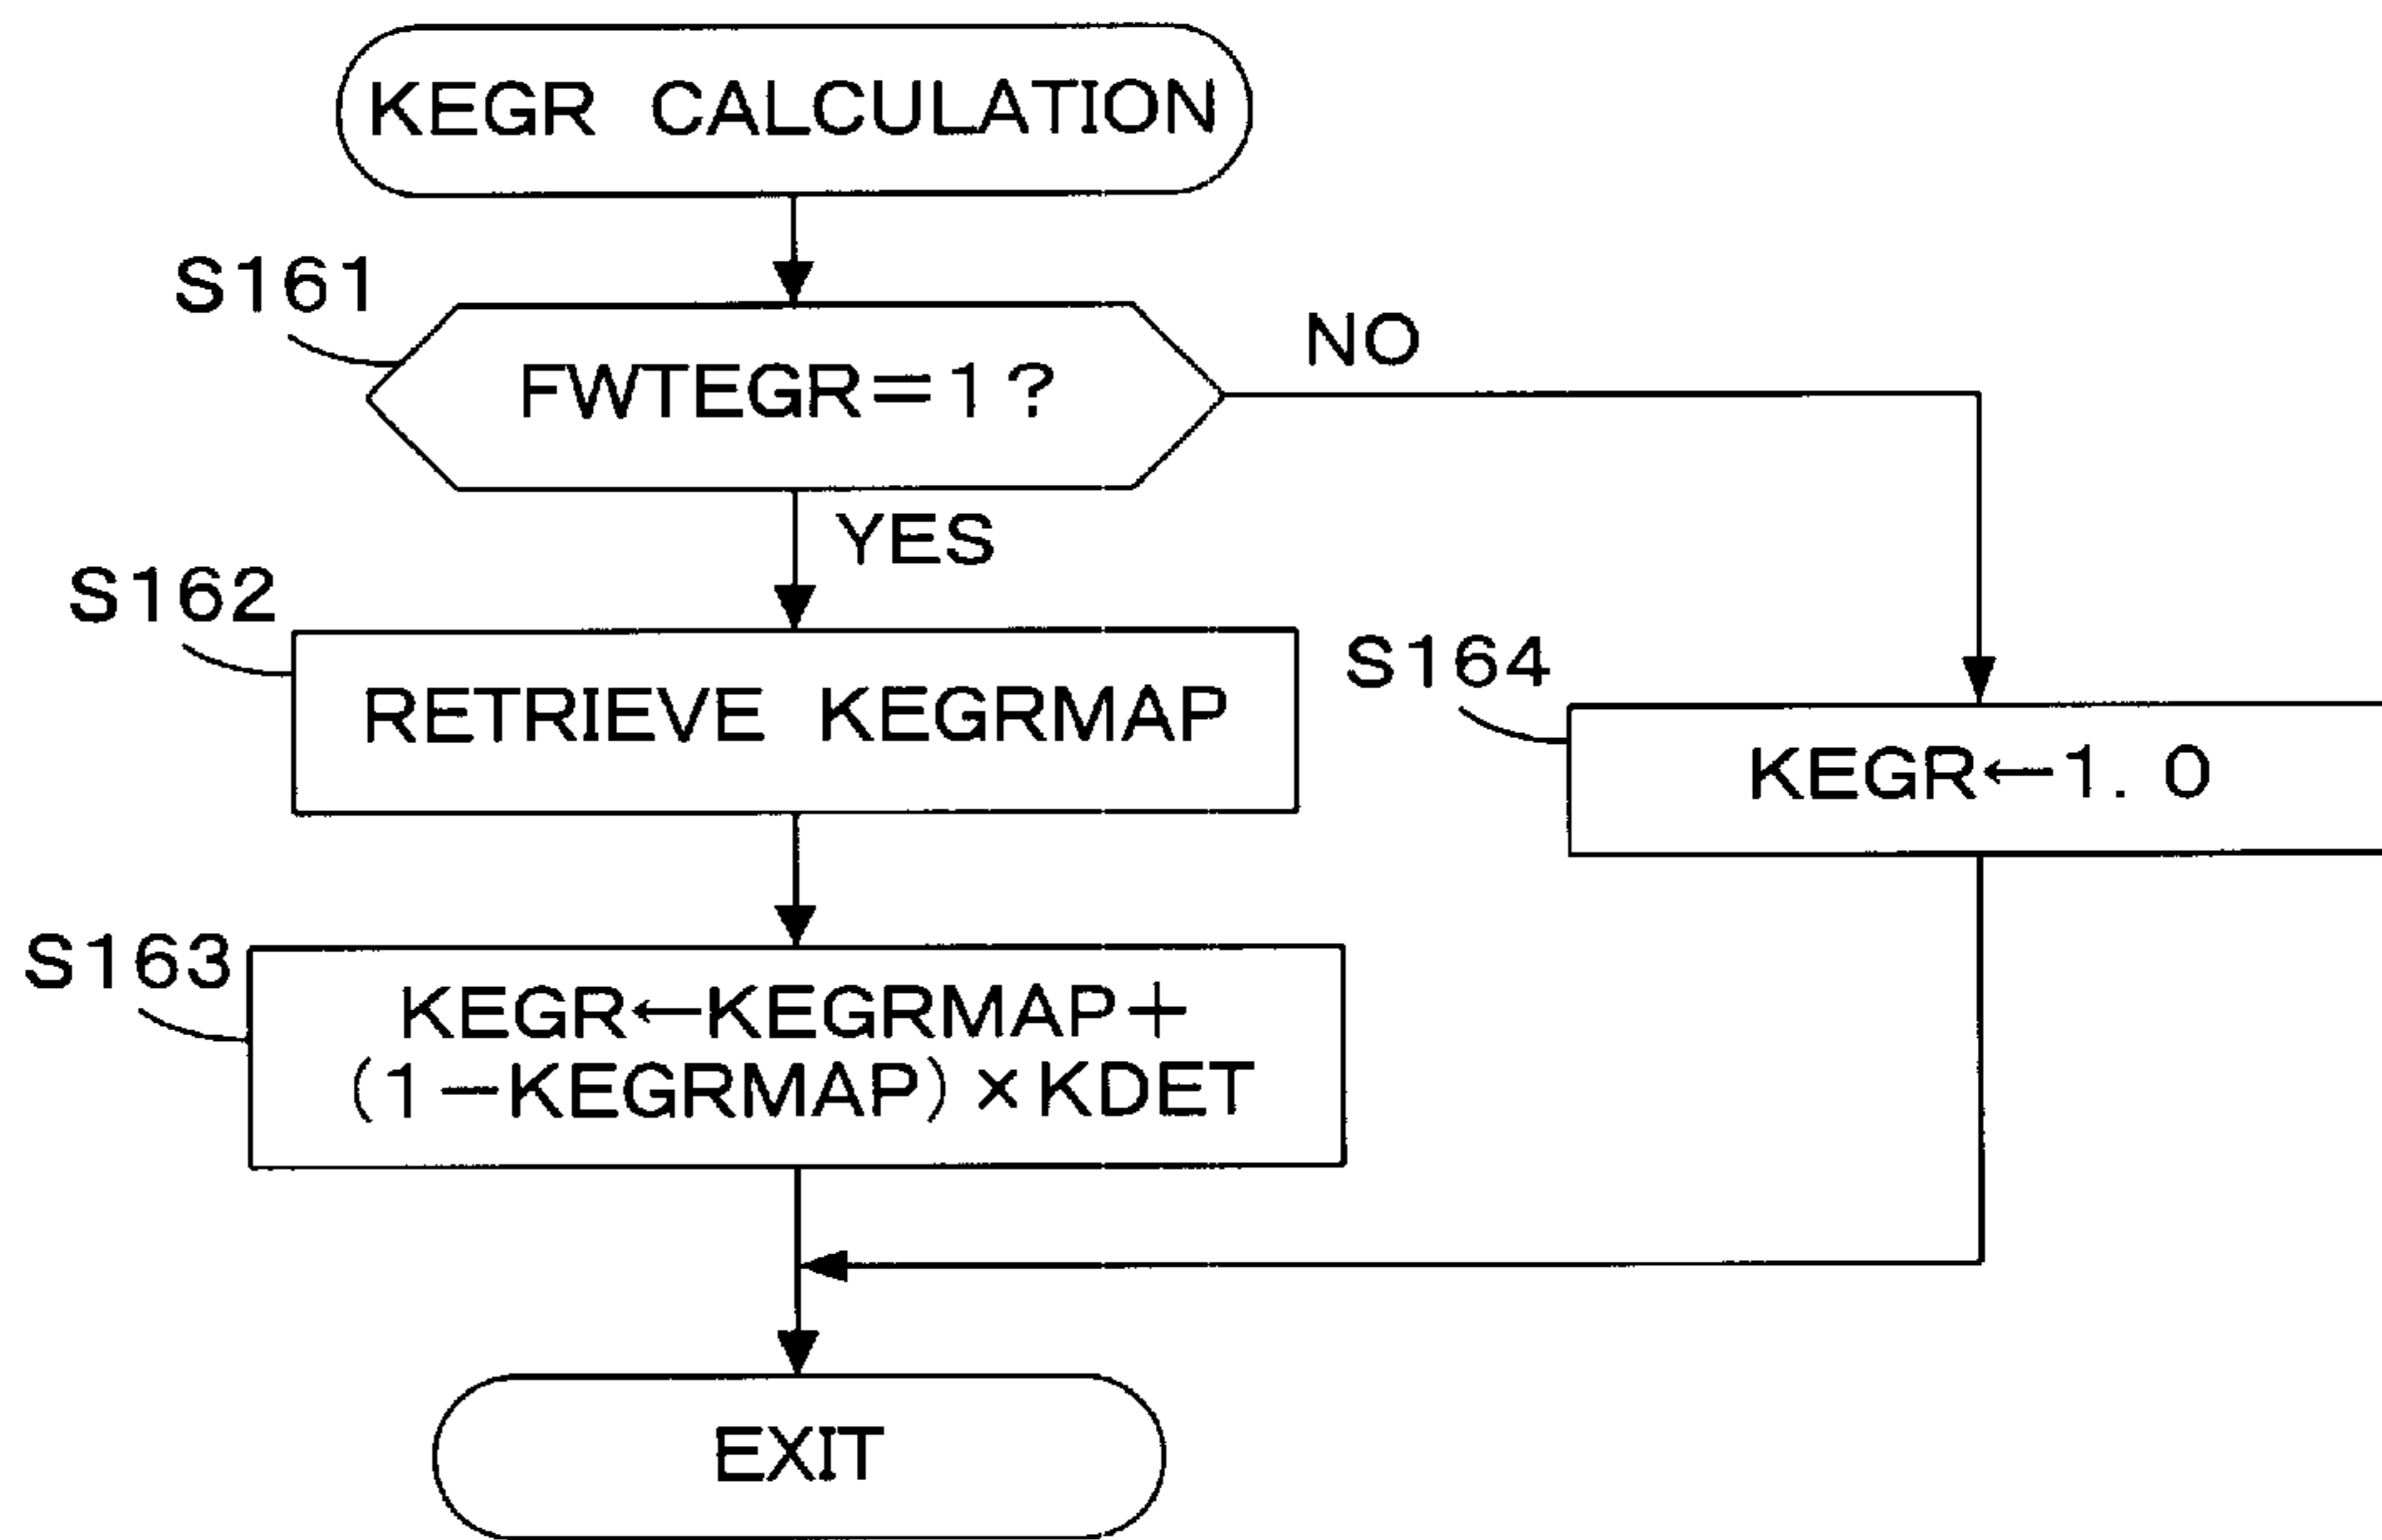 KEGR CALCULATION
S161
FWTEGR=1?
NO
YES
S162
RETRIEVE KEGRMAP
S164
KEGR←1.0
S163
KEGR←KEGRMAP+
(1−KEGRMAP)×KDET
EXIT